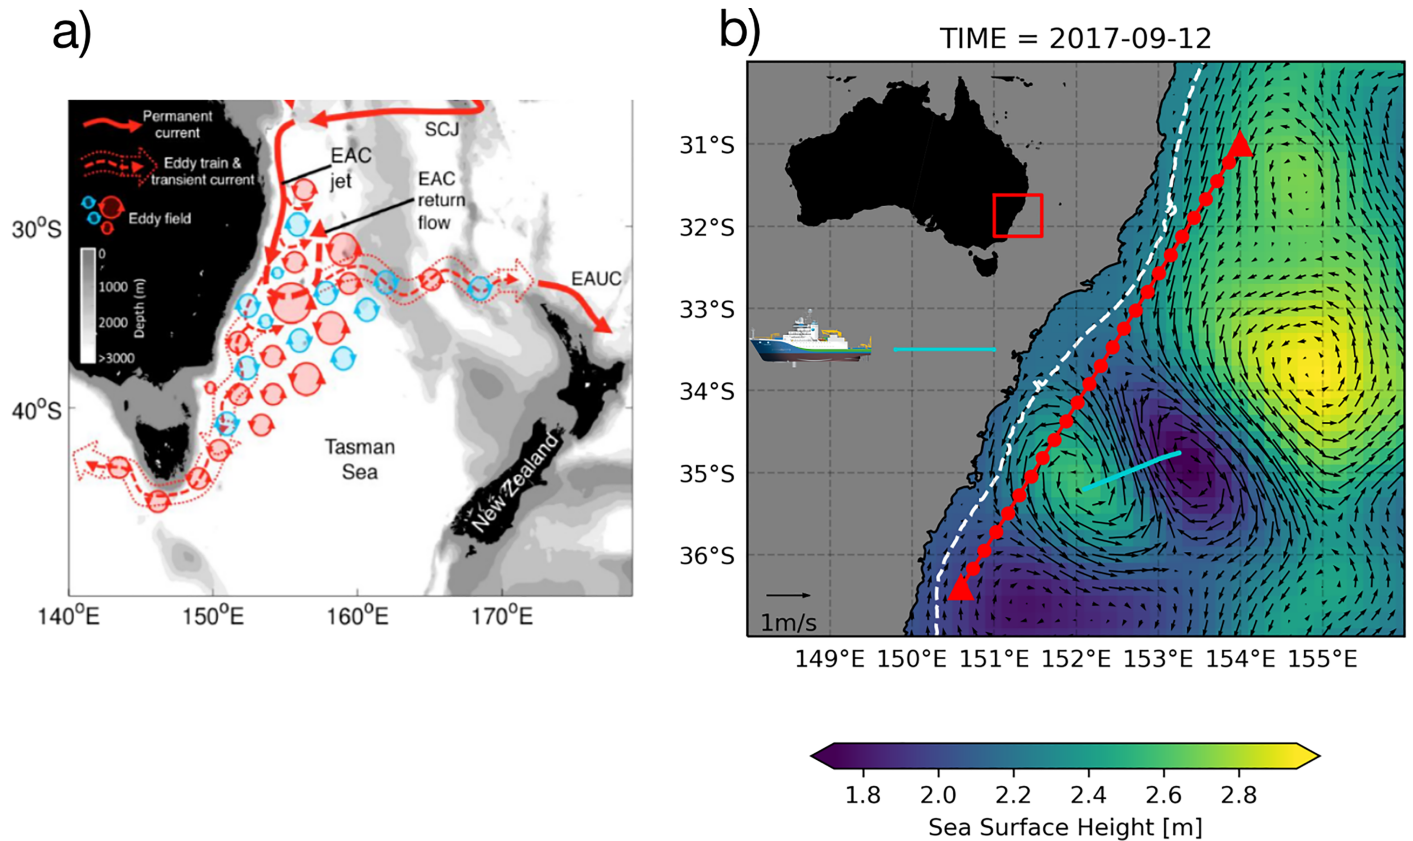 a)
Permanent
current
Eddy train &
transient current
Eddy field
0
1000
2000
>3000
Depth (m)
SCJ
EAC
jet
EAC
return
flow
EAUC
Tasman
Sea
New Zealand
30°S
40°S
140°E
150°E
160°E
170°E
b)
TIME = 2017-09-12
31°S
32°S
33°S
34°S
35°S
36°S
1m/s
149°E
150°E
151°E
152°E
153°E
154°E
155°E
1.8
2.0
2.2
2.4
2.6
2.8
Sea Surface Height [m]